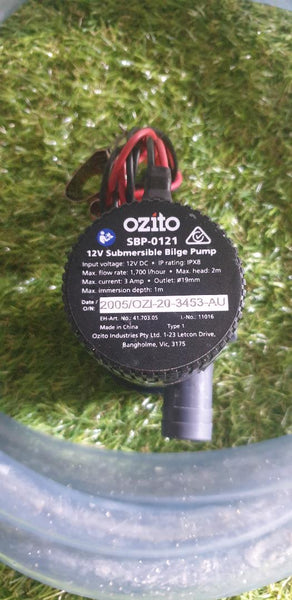 ozito
SBP-0121
12V Submersible Bilge Pump
Input voltage: 12V DC • IP rating: IPX8
Max. flow rate: 1,700 l/hour • Max. head: 2m
Max. current: 3 Amp • Outlet: ø19mm
Max. immersion depth: 1m
Date /
O/N: 2005/OZI-20-3453-AU
EH-Art. No.: 41.703.05 I.-No.: 11016
Made in China Type 1
Ozito Industries Pty Ltd. 1-23 Letcon Drive,
Bangholme, Vic, 3175